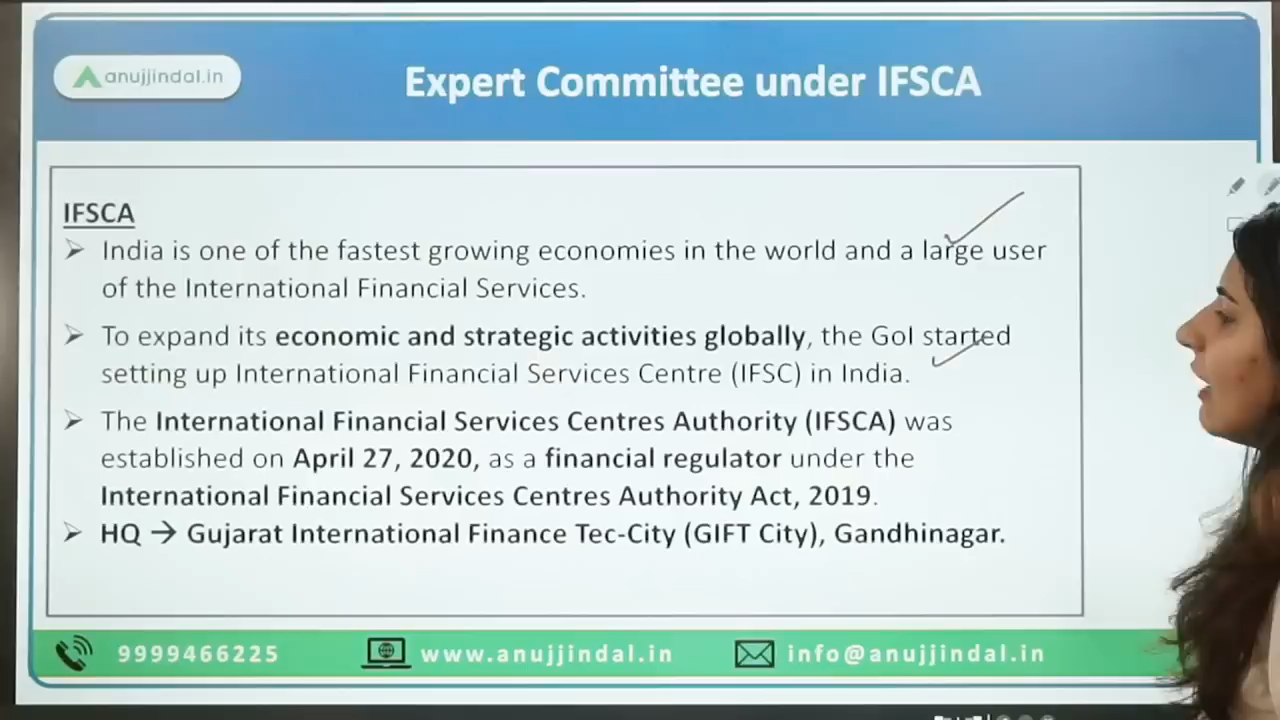 anujjindal.in
Expert Committee under IFSCA
IFSCA
➢ India is one of the fastest growing economies in the world and a large user
of the International Financial Services.
➢ To expand its economic and strategic activities globally, the GoI started
setting up International Financial Services Centre (IFSC) in India.
➢ The International Financial Services Centres Authority (IFSCA) was
established on April 27, 2020, as a financial regulator under the
International Financial Services Centres Authority Act, 2019.
➢ HQ → Gujarat International Finance Tec-City (GIFT City), Gandhinagar.
9999466225 www.anujjindal.in info@anujjindal.in